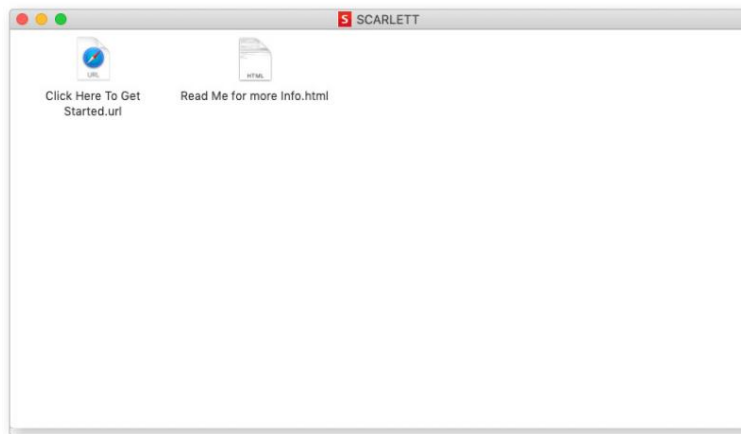 S SCARLETT
URL
HTML
Click Here To Get
Started.url
Read Me for more Info.html